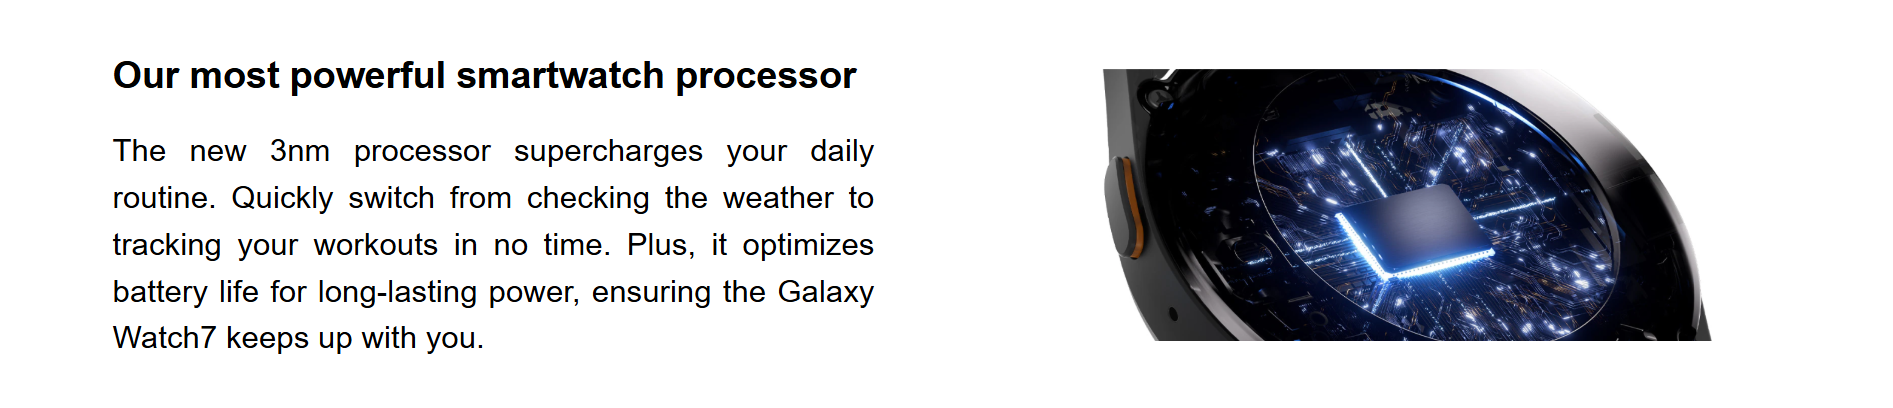 Our most powerful smartwatch processor
The new 3nm processor supercharges your daily
routine. Quickly switch from checking the weather to
tracking your workouts in no time. Plus, it optimizes
battery life for long-lasting power, ensuring the Galaxy
Watch7 keeps up with you.